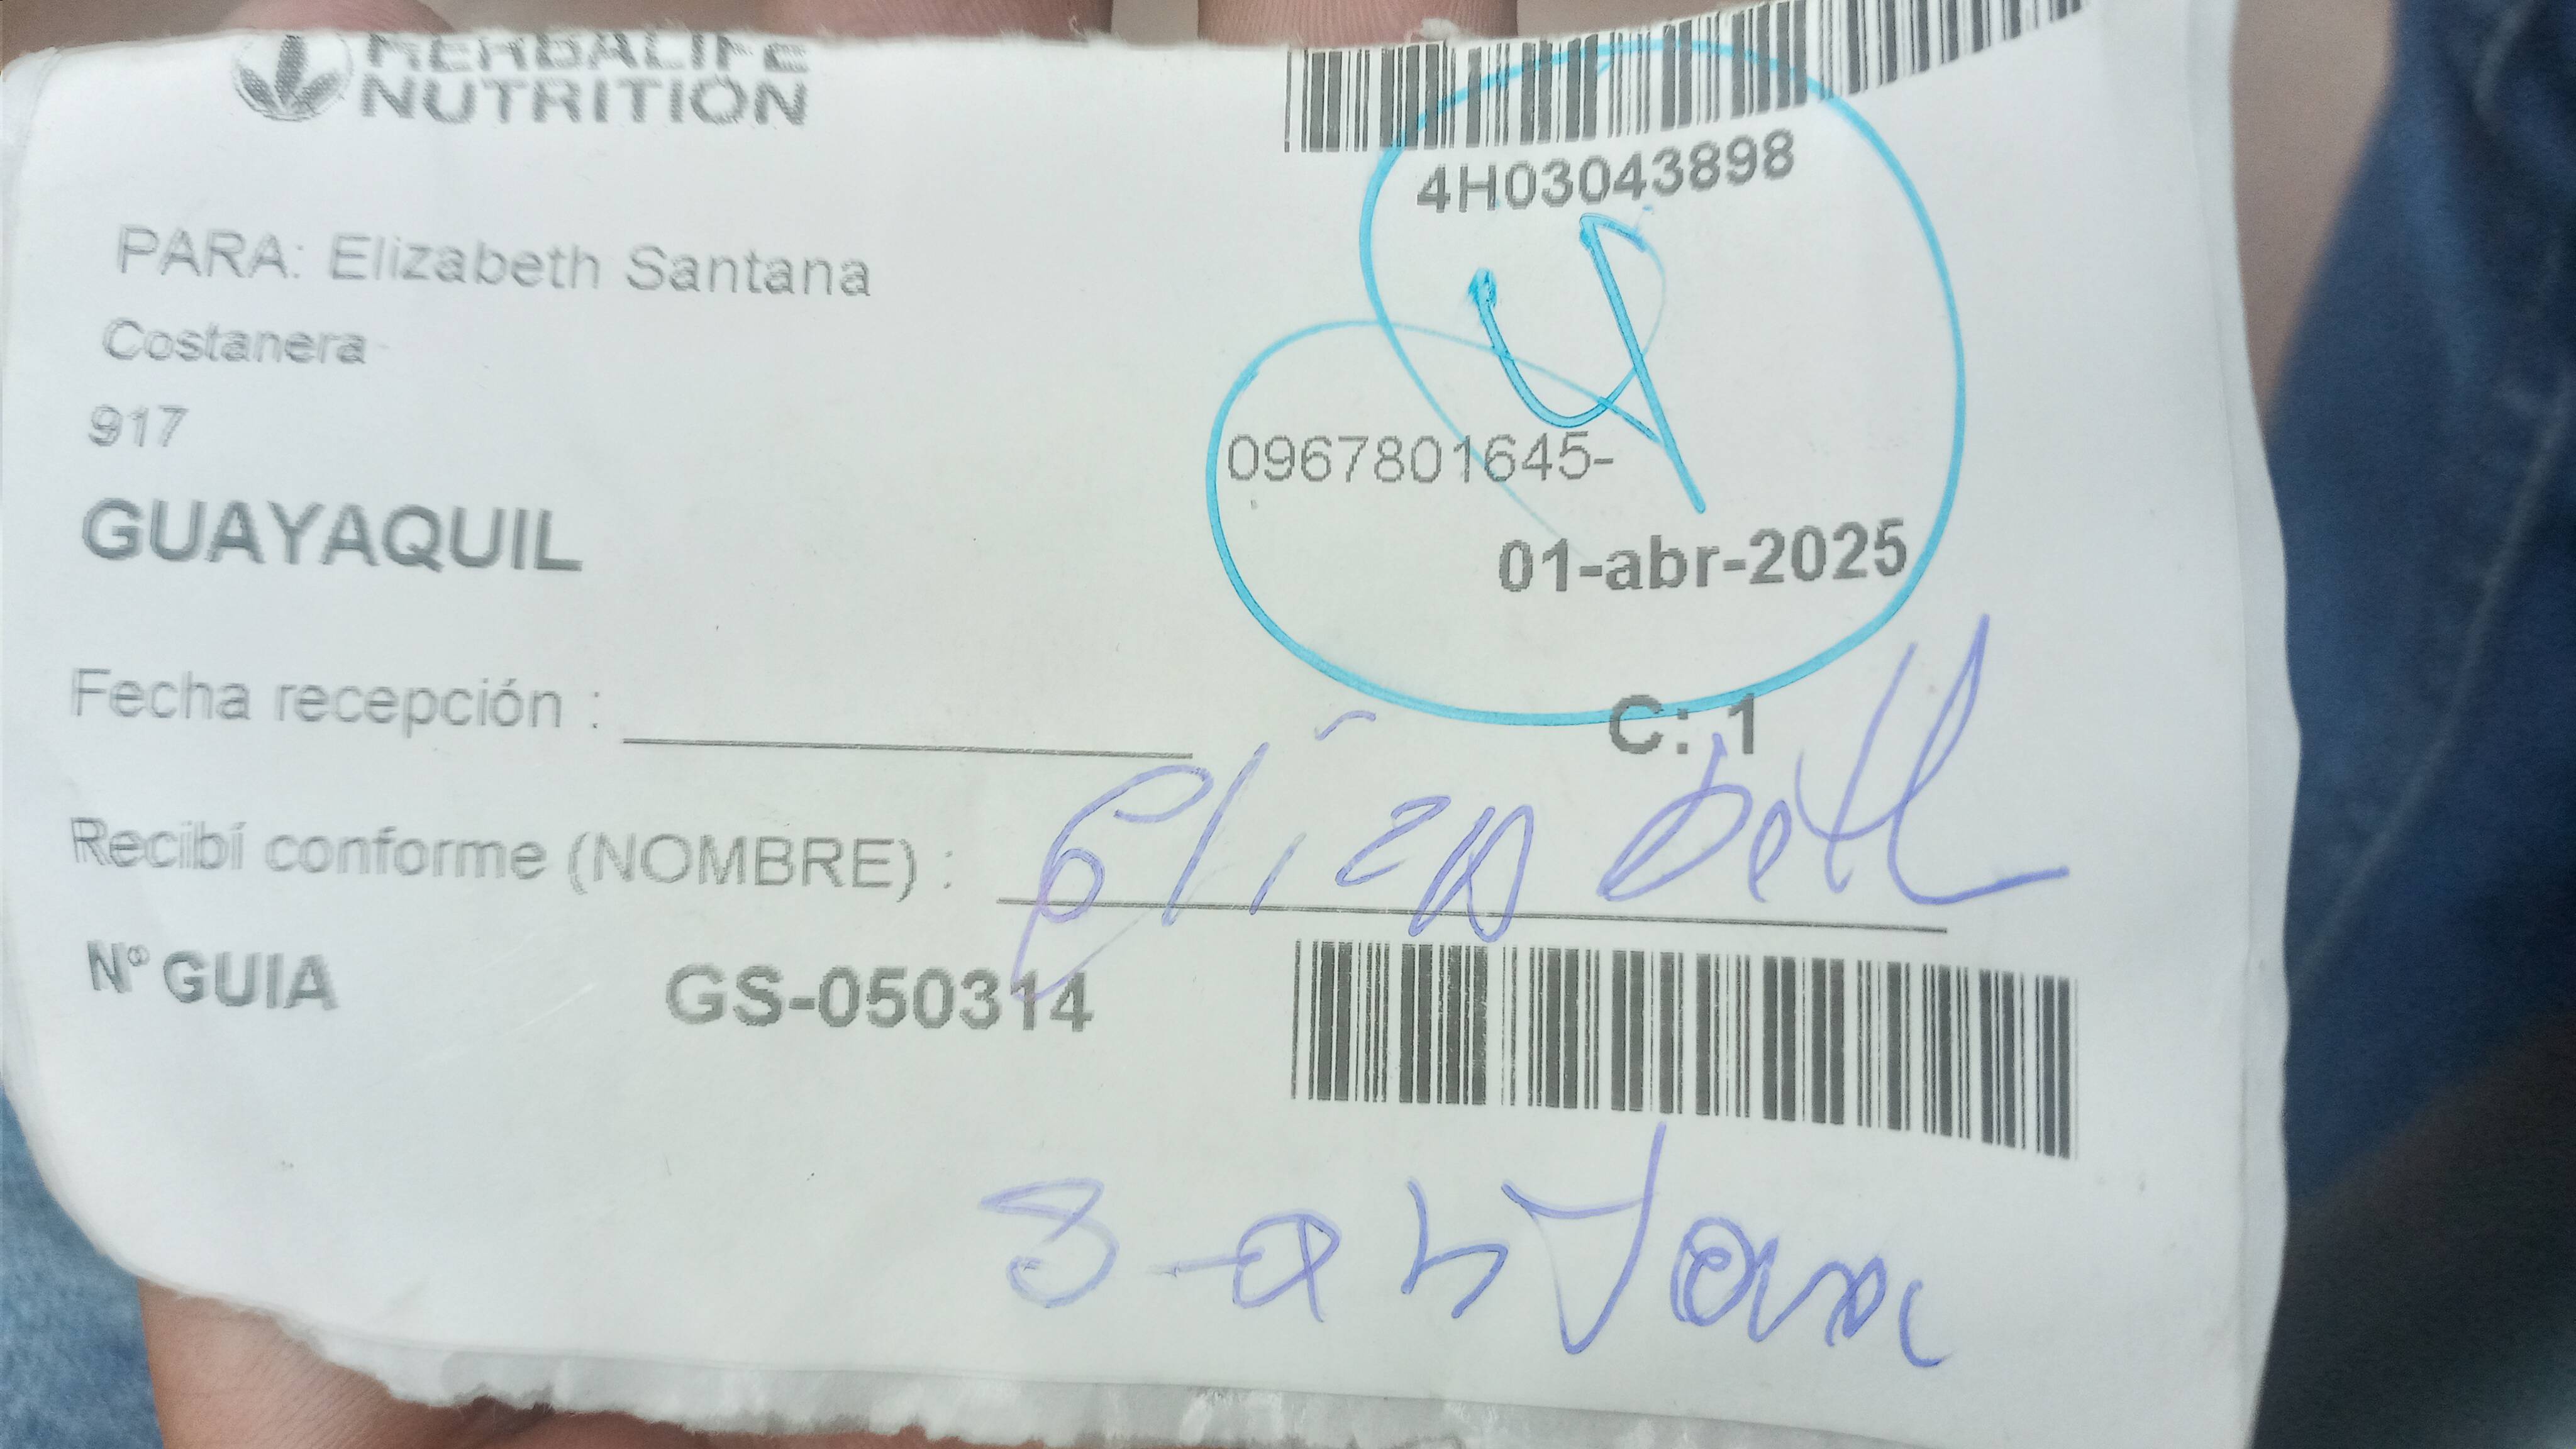 HERBALIFE
NUTRITION
4H03043898
4
PARA: Elizabeth Santana
Costanera
917
0967801645-
GUAYAQUIL
01-abr-2025
Fecha recepción :
C: 1
Recibí conforme (NOMBRE) : Elizabeth
Nº GUIA GS-050314
Santana